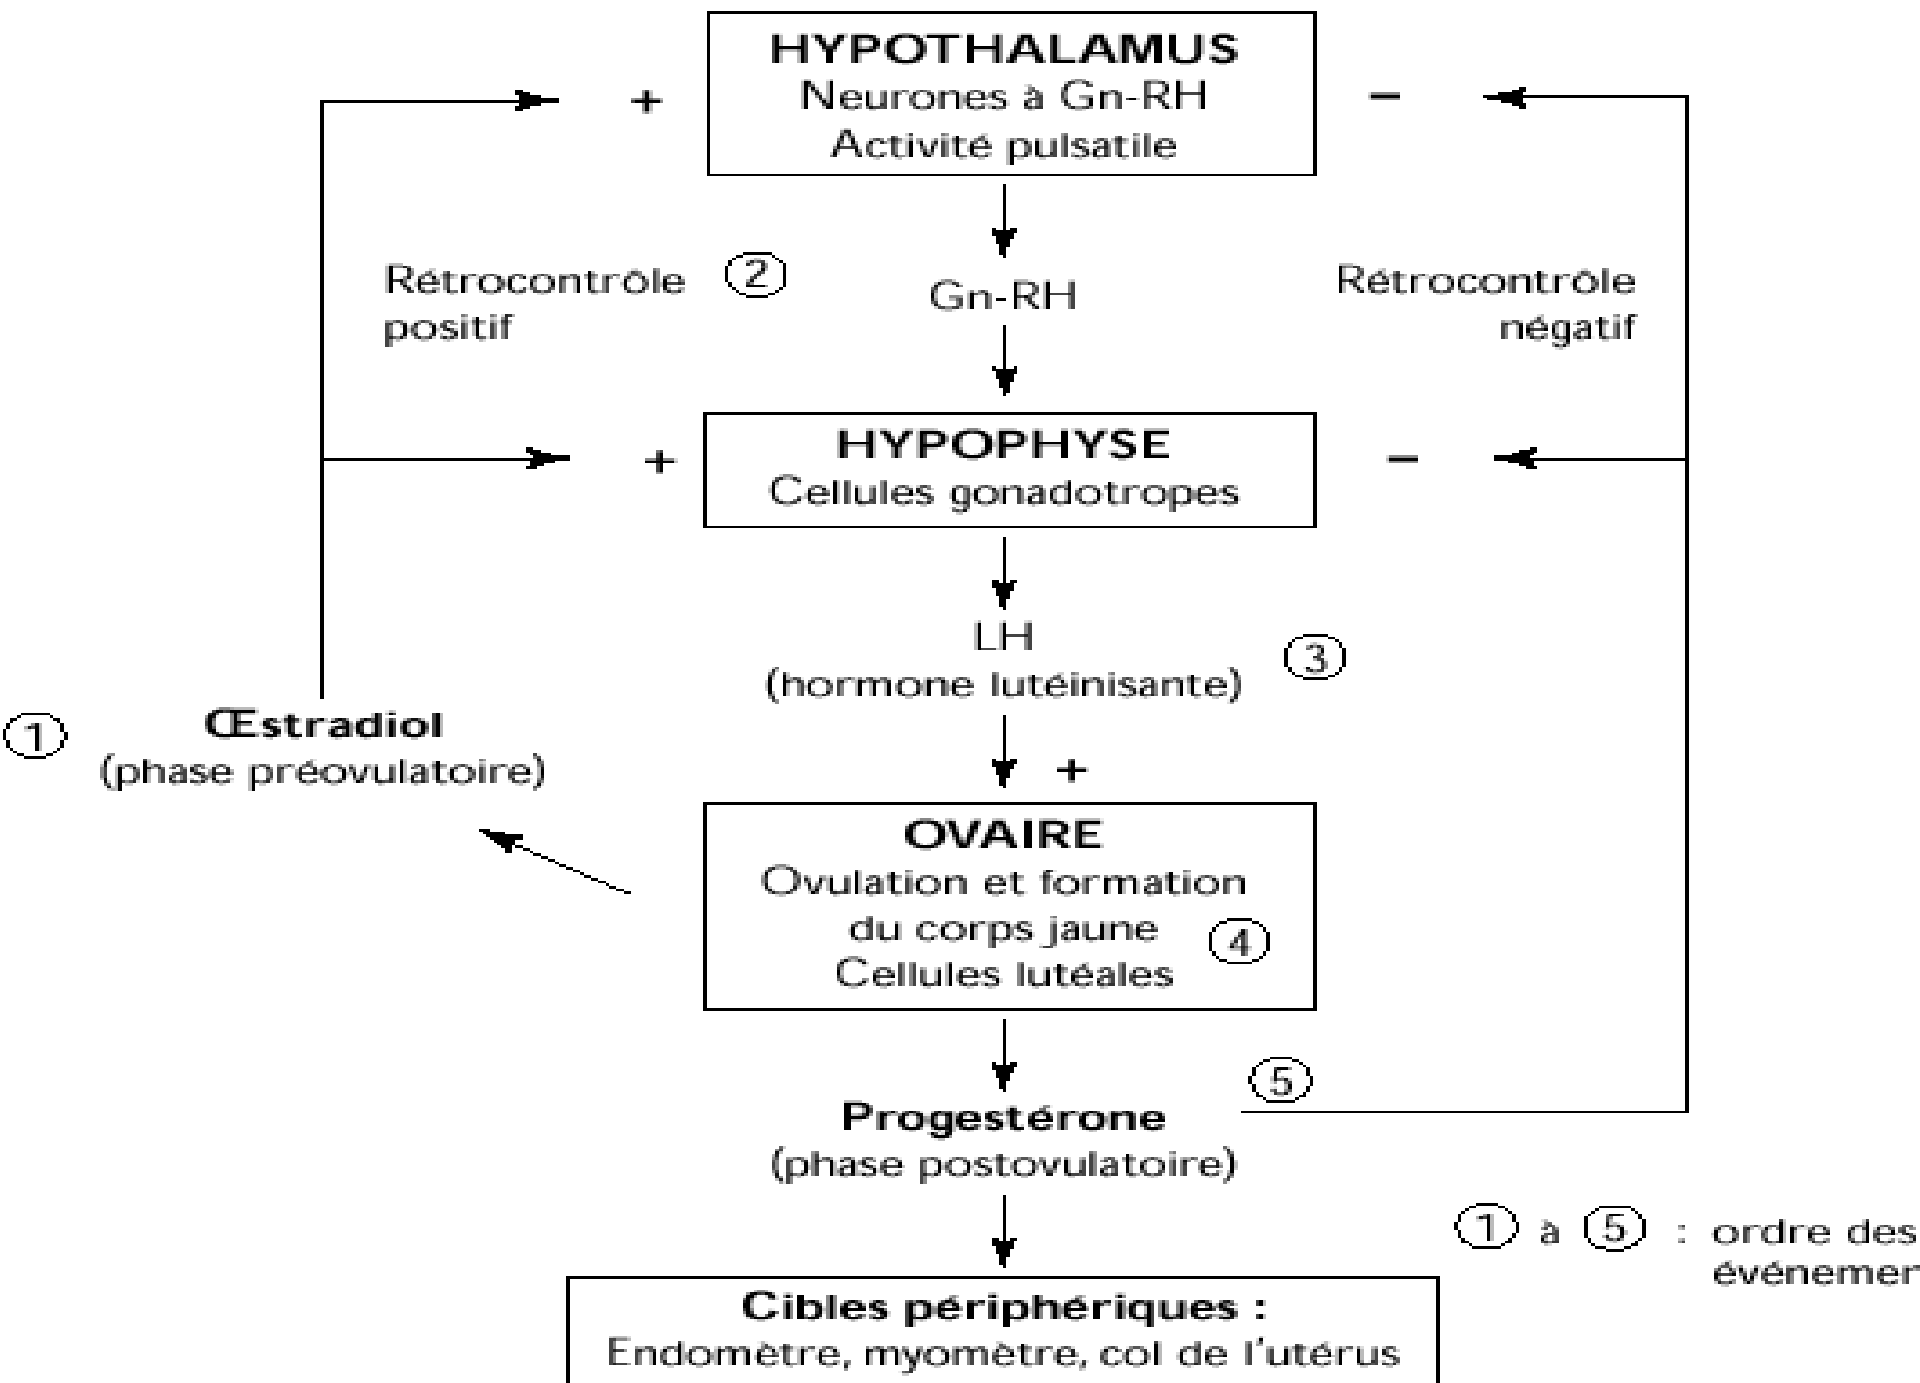 HYPOTHALAMUS
Neurones à Gn-RH
Activité pulsatile
+
−
Rétrocontrôle
positif
2
Gn-RH
Rétrocontrôle
négatif
HYPOPHYSE
Cellules gonadotropes
+
−
LH
(hormone lutéinisante)
3
1
Œstradiol
(phase préovulatoire)
+
OVAIRE
Ovulation et formation
du corps jaune
Cellules lutéales
4
5
Progestérone
(phase postovulatoire)
1 à 5 : ordre des
Cibles périphériques :
Endomètre, myomètre, col de l'utérus